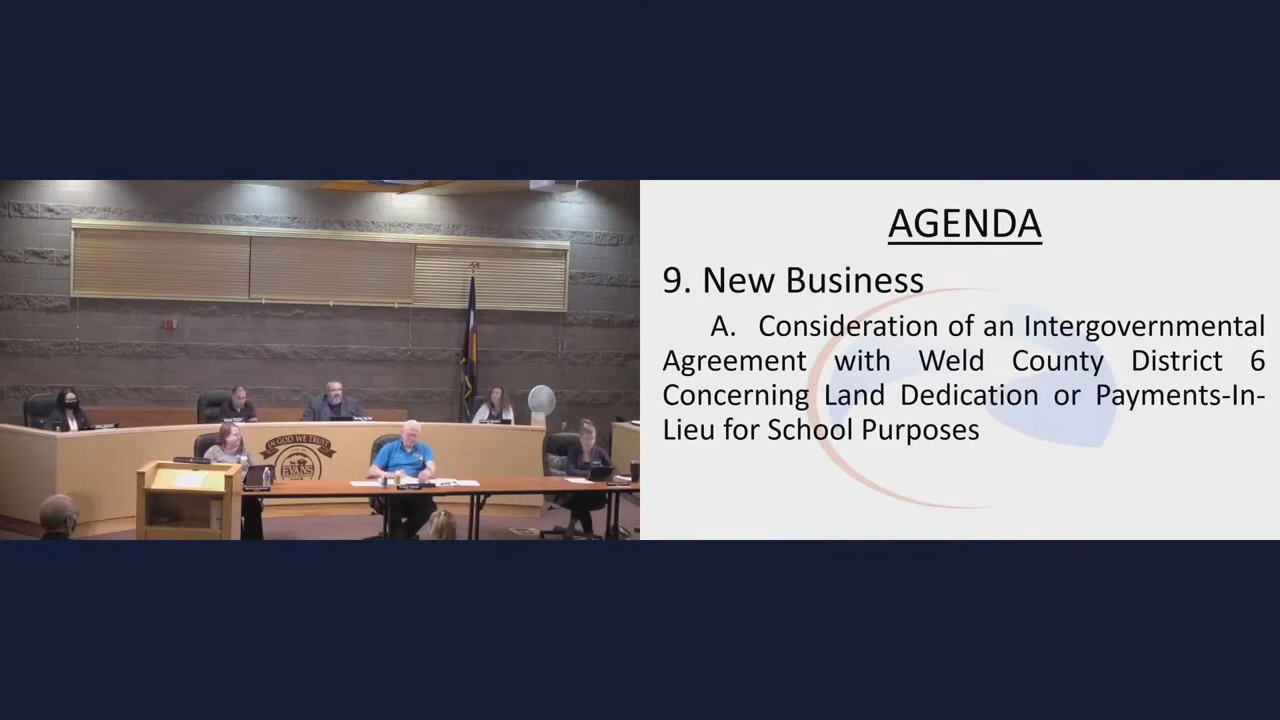 AGENDA
9. New Business
A. Consideration of an Intergovernmental
Agreement with Weld County District 6
Concerning Land Dedication or Payments-In-
Lieu for School Purposes
IN GOD WE TRUST
EVANS